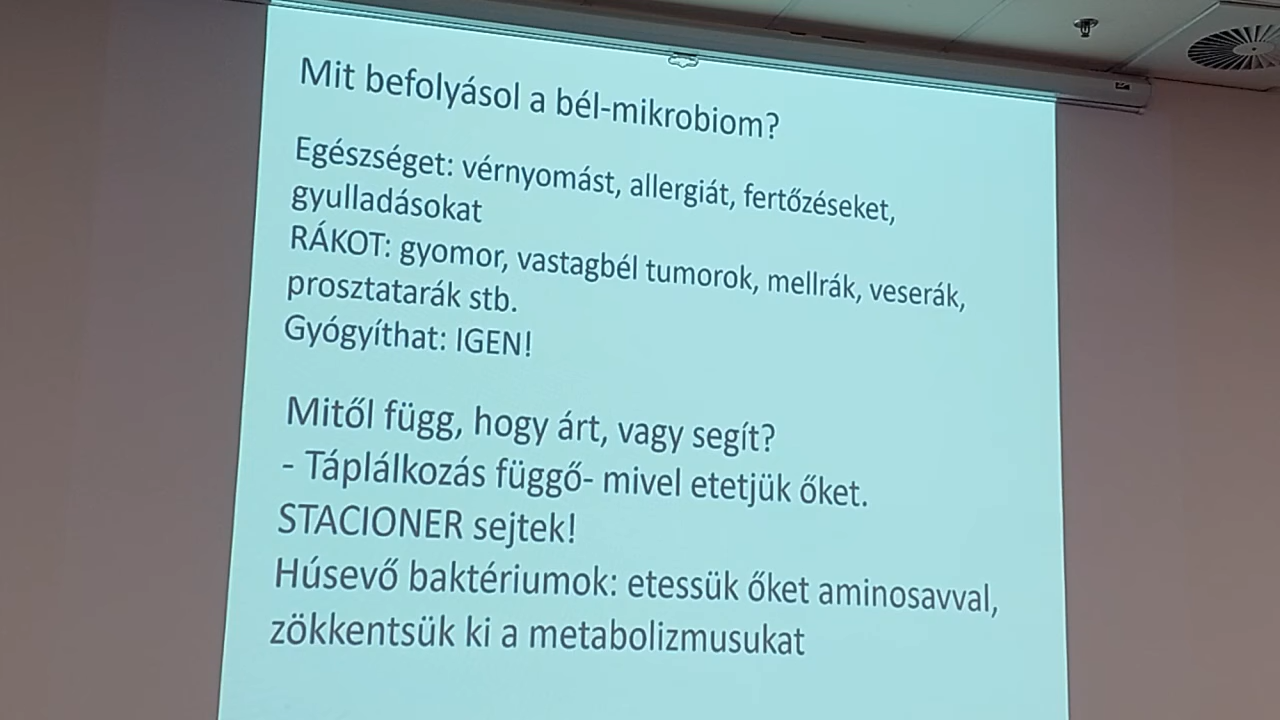 Mit befolyásol a bél-mikrobiom?
Egészséget: vérnyomást, allergiát, fertőzéseket,
gyulladásokat
RÁKOT: gyomor, vastagbél tumorok, mellrák, veserák,
prosztatarák stb.
Gyógyíthat: IGEN!
Mitől függ, hogy árt, vagy segít?
- Táplálkozás függő- mivel etetjük őket.
STACIONER sejtek!
Húsevő baktériumok: etessük őket aminosavval,
zökkentsük ki a metabolizmusukat